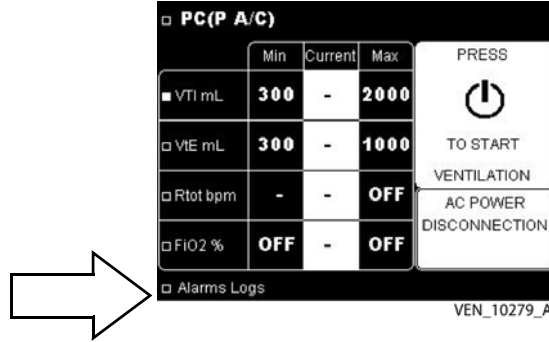 PC(P A/C)
Min Current Max
VTI mL 300 - 2000
VtE mL 300 - 1000
Rtot bpm - - OFF
FiO2 % OFF - OFF
PRESS
TO START
VENTILATION
AC POWER
DISCONNECTION
Alarms Logs
VEN_10279_A